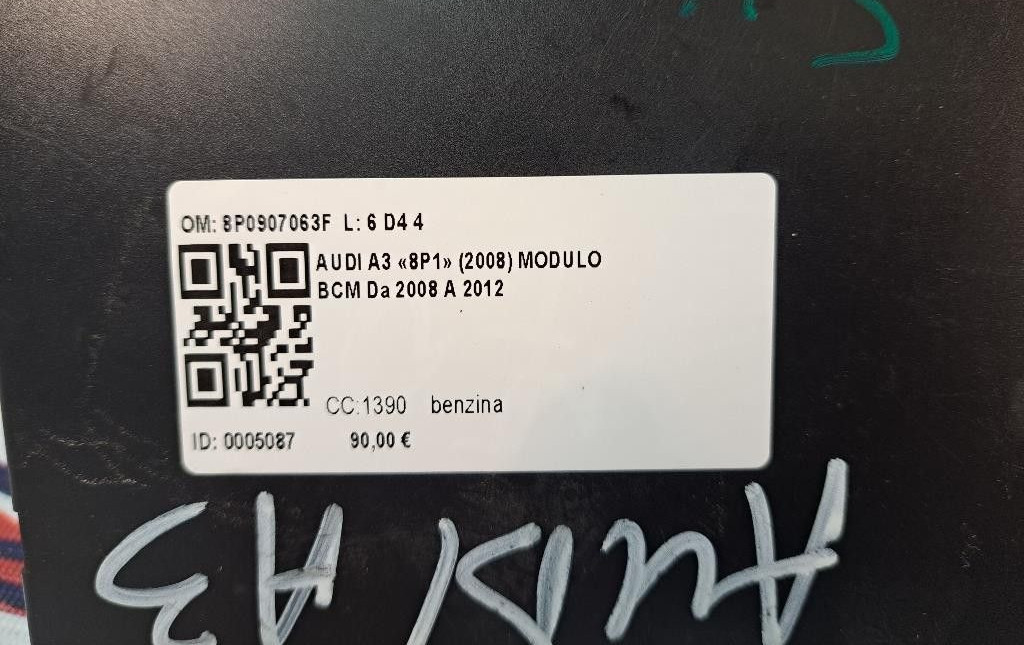 OM: 8P0907063F L: 6 D4 4
AUDI A3 «8P1» (2008) MODULO
BCM Da 2008 A 2012
CC:1390 benzina
ID: 0005087 90,00 €
AUDI A3